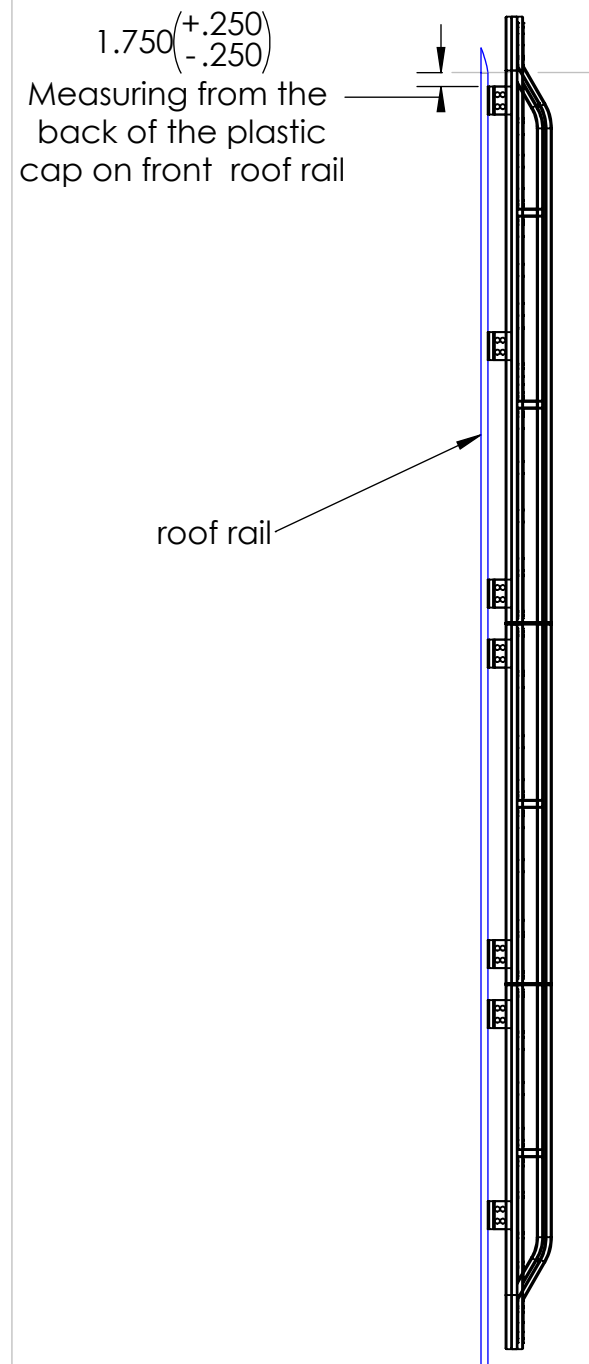 1.750(+.250
-.250)
Measuring from the
back of the plastic
cap on front roof rail
roof rail